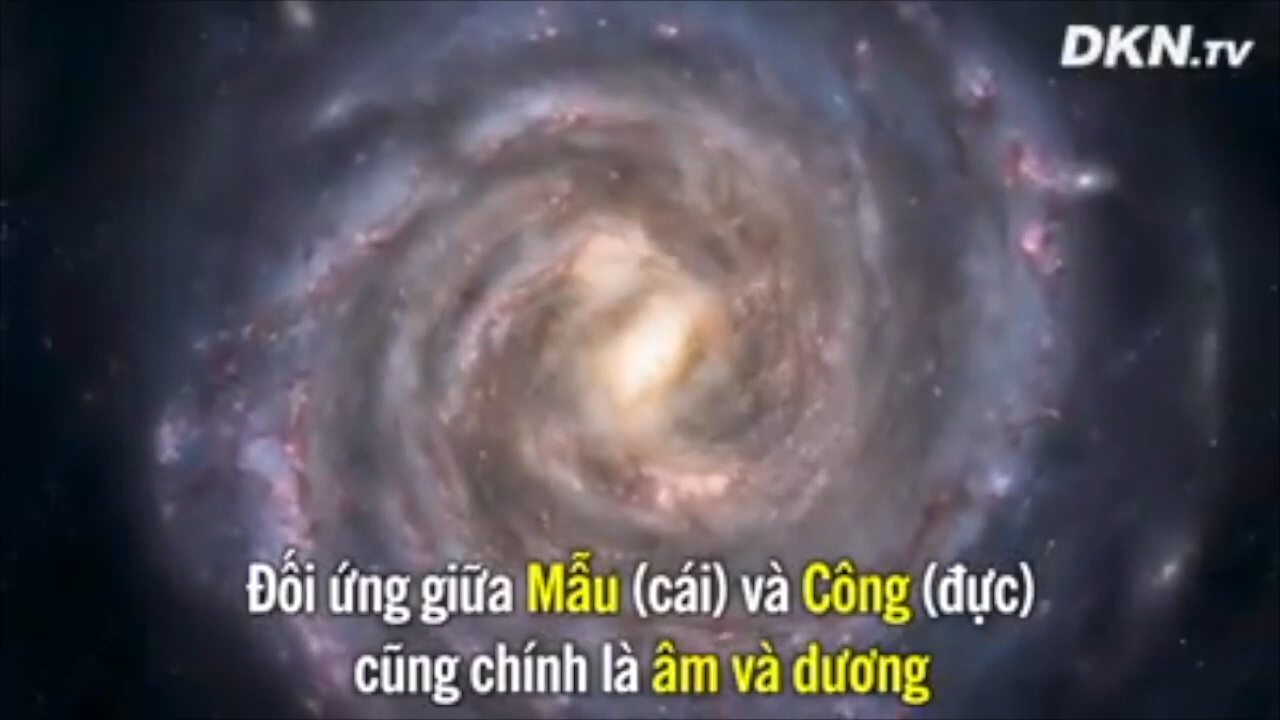 DKN.TV
Đối ứng giữa Mẫu (cái) và Công (đực)
cũng chính là âm và dương